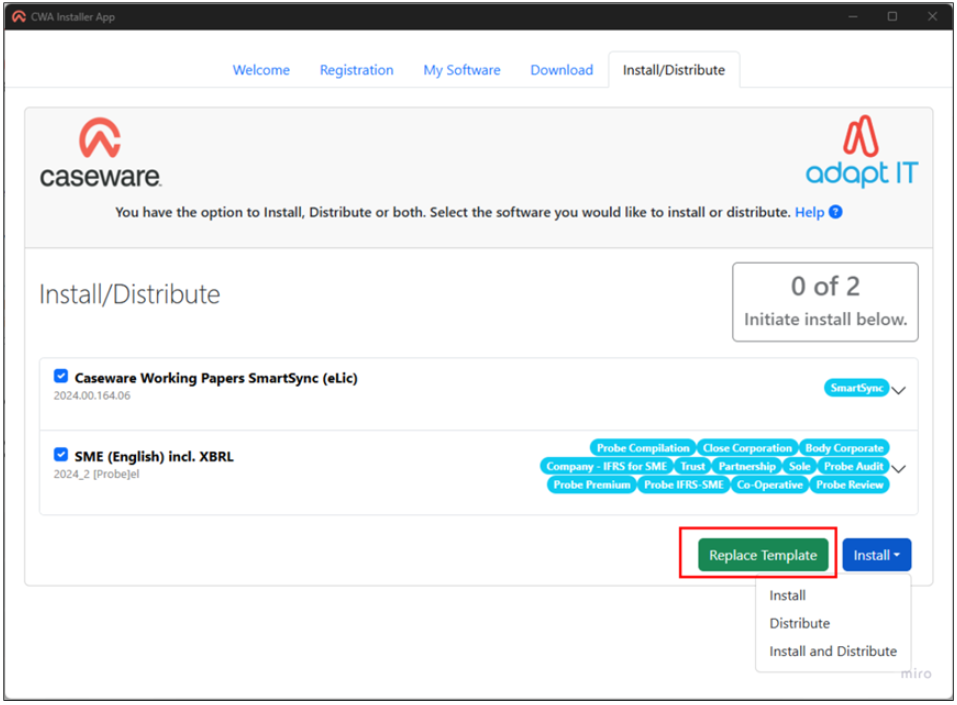 CWA Installer App
Welcome Registration My Software Download Install/Distribute
caseware.
adapt IT
You have the option to Install, Distribute or both. Select the software you would like to install or distribute. Help ?
Install/Distribute
0 of 2
Initiate install below.
Caseware Working Papers SmartSync (eLic)
2024.00.164.06
SmartSync
SME (English) incl. XBRL
2024_2 [Probe]el
Probe Compilation Close Corporation Body Corporate
Company - IFRS for SME Trust Partnership Sole Probe Audit
Probe Premium Probe IFRS-SME Co-Operative Probe Review
Replace Template Install
Install
Distribute
Install and Distribute
miro